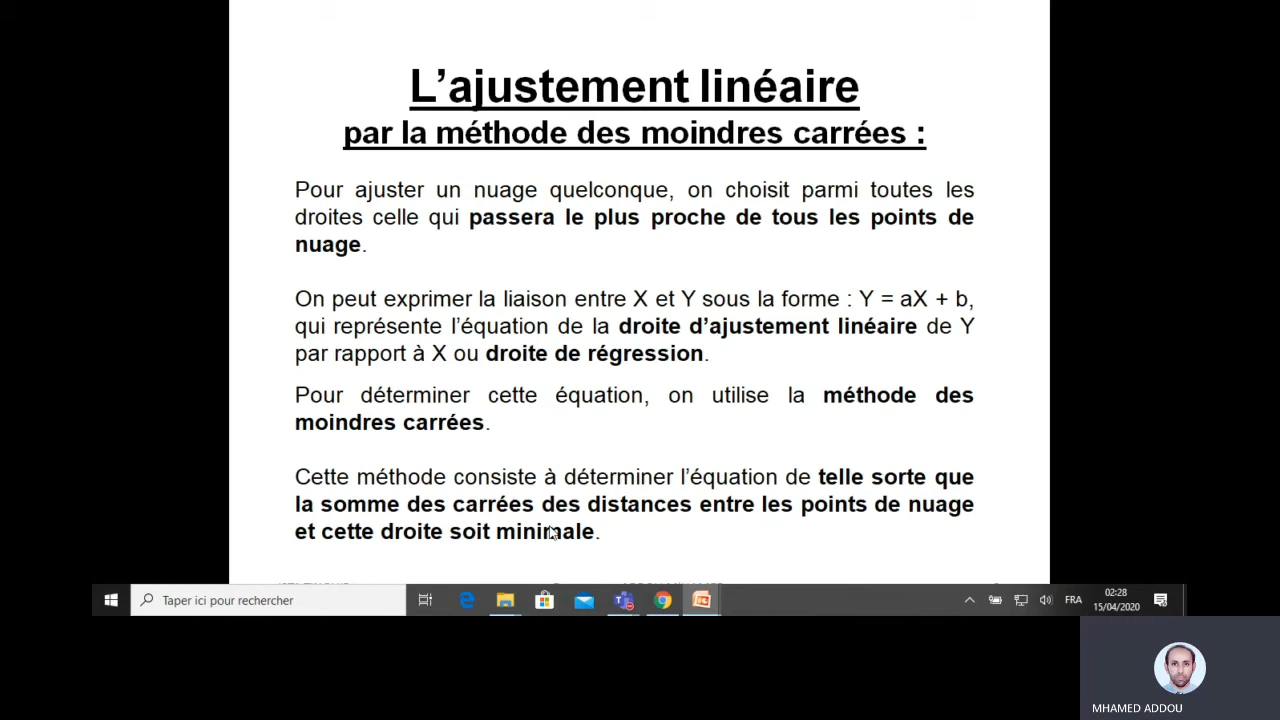 L'ajustement linéaire
par la méthode des moindres carrées :
Pour ajuster un nuage quelconque, on choisit parmi toutes les
droites celle qui passera le plus proche de tous les points de
nuage.
On peut exprimer la liaison entre X et Y sous la forme : Y = aX + b,
qui représente l'équation de la droite d'ajustement linéaire de Y
par rapport à X ou droite de régression.
Pour déterminer cette équation, on utilise la méthode des
moindres carrées.
Cette méthode consiste à déterminer l'équation de telle sorte que
la somme des carrées des distances entre les points de nuage
et cette droite soit minimale.
Taper ici pour rechercher
FRA
02:28
15/04/2020
MHAMED ADDOU